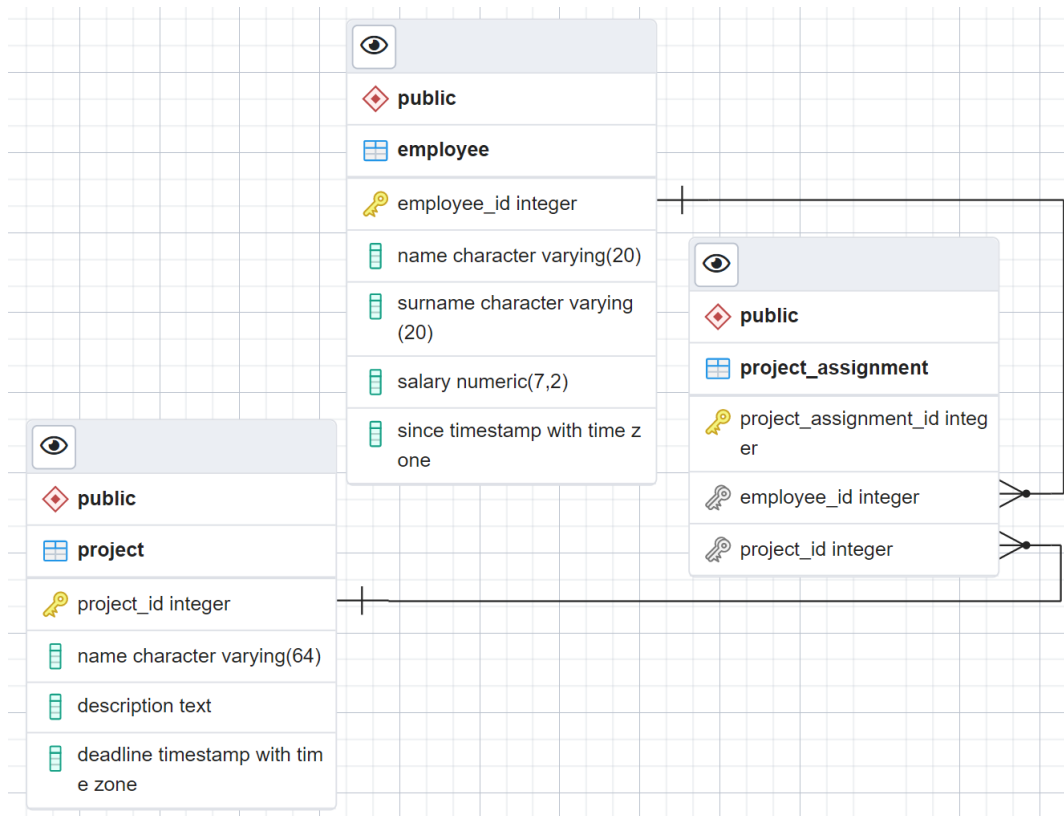 public
employee
employee_id integer
name character varying(20)
surname character varying
(20)
salary numeric(7,2)
since timestamp with time z
one
public
project_assignment
project_assignment_id integ
er
employee_id integer
project_id integer
public
project
project_id integer
name character varying(64)
description text
deadline timestamp with tim
e zone